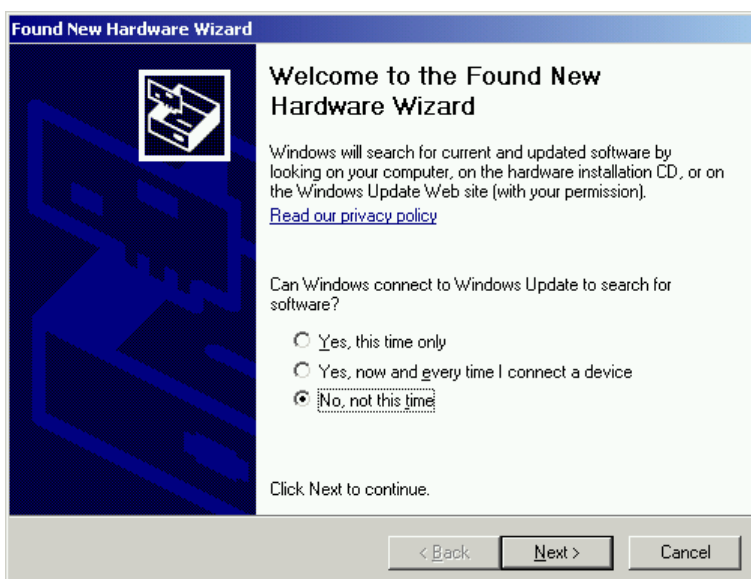 Found New Hardware Wizard
Welcome to the Found New
Hardware Wizard
Windows will search for current and updated software by
looking on your computer, on the hardware installation CD, or on
the Windows Update Web site (with your permission).
Read our privacy policy
Can Windows connect to Windows Update to search for
software?
Yes, this time only
Yes, now and every time I connect a device
No, not this time
Click Next to continue.
< Back Next > Cancel